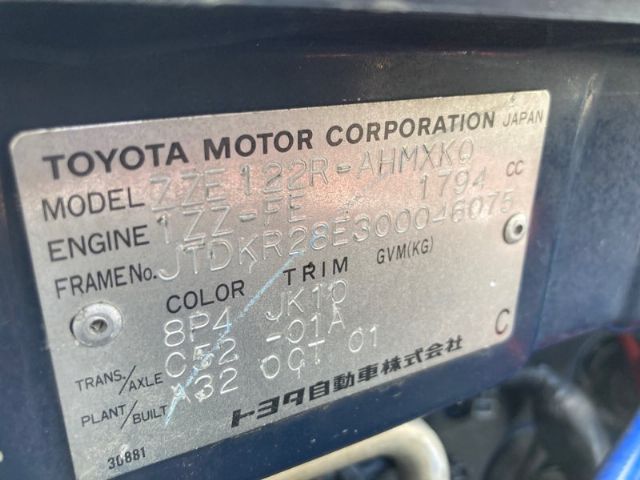 TOYOTA MOTOR CORPORATION JAPAN
MODEL ZZE122R-AHMXKQ
ENGINE 1ZZ-FE 1794 CC
FRAME No. JTDKR28E300046075
COLOR TRIM GVM(KG)
8P4 JK10
TRANS./AXLE C52 -01A
PLANT/BUILT A32 OCT 01
C
トヨタ自動車株式会社
30881